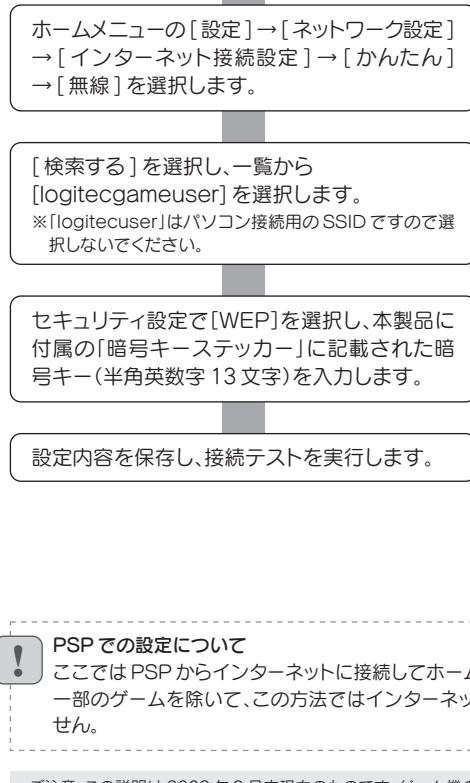 ホームメニューの[設定]→[ネットワーク設定]
→[インターネット接続設定]→[かんたん]
→[無線]を選択します。
[検索する]を選択し、一覧から
[logitecgameuser]を選択します。
※「logitecuser」はパソコン接続用のSSIDですので選
択しないでください。
セキュリティ設定で[WEP]を選択し、本製品に
付属の「暗号キーステッカー」に記載された暗
号キー(半角英数字13文字)を入力します。
設定内容を保存し、接続テストを実行します。
!
PSPでの設定について
ここではPSPからインターネットに接続してホーム
一部のゲームを除いて、この方法ではインターネッ
せん。